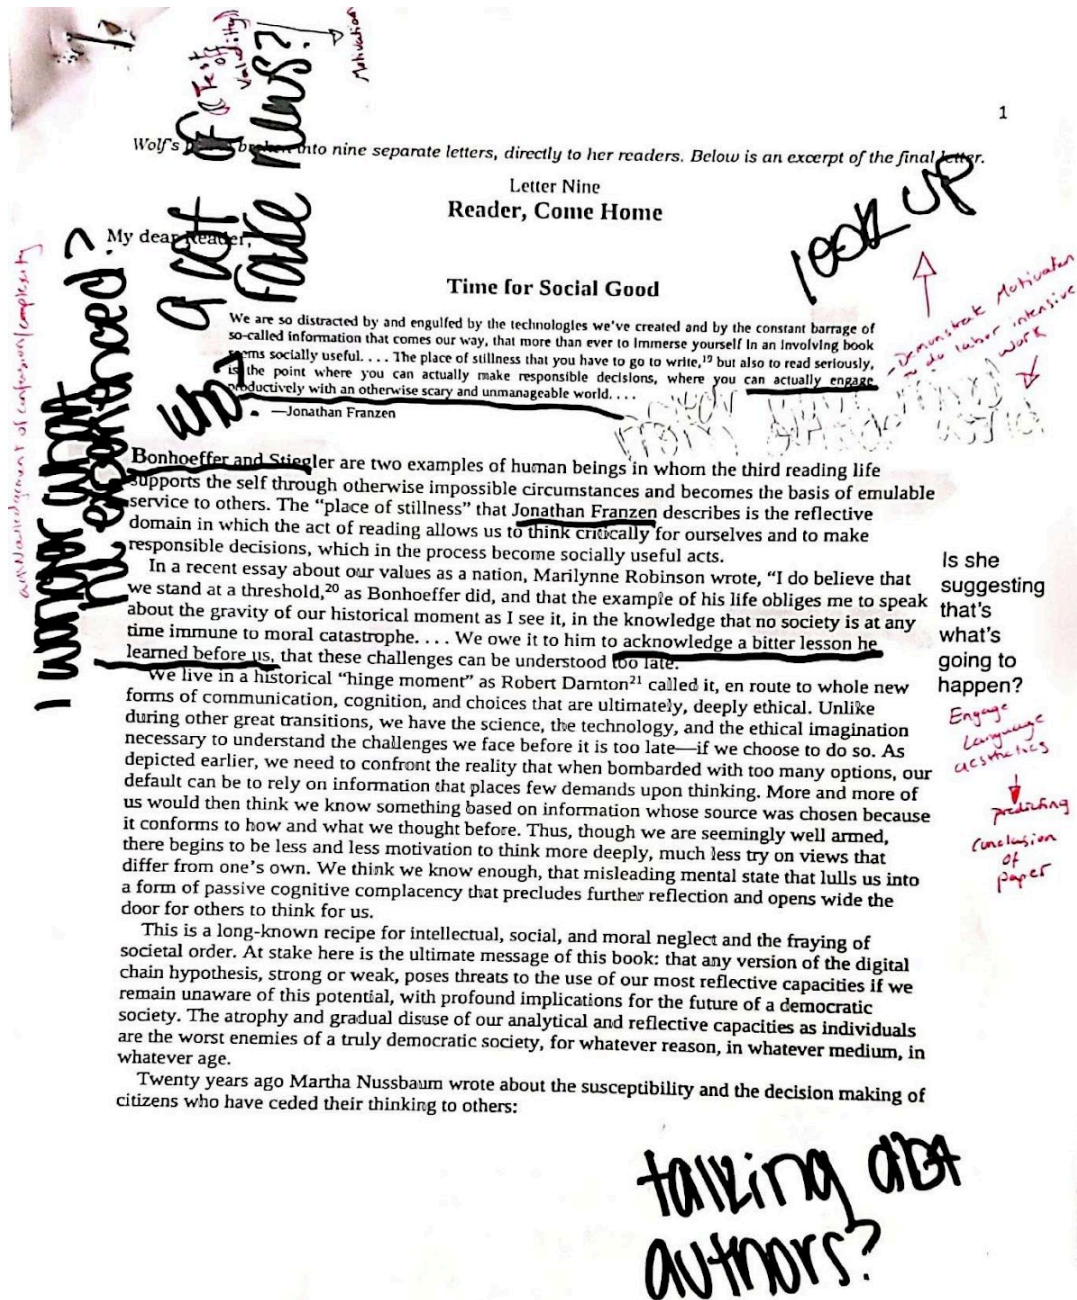 1
Wolf's broken into nine separate letters, directly to her readers. Below is an excerpt of the final letter.
Letter Nine
Reader, Come Home
My dear Reader,
Time for Social Good
We are so distracted by and engulfed by the technologies we've created and by the constant barrage of
so-called information that comes our way, that more than ever to immerse yourself in an involving book
seems socially useful. . . . The place of stillness that you have to go to write,¹⁹ but also to read seriously,
is the point where you can actually make responsible decisions, where you can actually engage
productively with an otherwise scary and unmanageable world. . . .
—Jonathan Franzen
Bonhoeffer and Stiegler are two examples of human beings in whom the third reading life
supports the self through otherwise impossible circumstances and becomes the basis of emulable
service to others. The “place of stillness” that Jonathan Franzen describes is the reflective
domain in which the act of reading allows us to think critically for ourselves and to make
responsible decisions, which in the process become socially useful acts.
In a recent essay about our values as a nation, Marilynne Robinson wrote, “I do believe that
we stand at a threshold,²⁰ as Bonhoeffer did, and that the example of his life obliges me to speak
about the gravity of our historical moment as I see it, in the knowledge that no society is at any
time immune to moral catastrophe. . . . We owe it to him to acknowledge a bitter lesson he
learned before us, that these challenges can be understood too late.
We live in a historical “hinge moment” as Robert Darnton²¹ called it, en route to whole new
forms of communication, cognition, and choices that are ultimately, deeply ethical. Unlike
during other great transitions, we have the science, the technology, and the ethical imagination
necessary to understand the challenges we face before it is too late—if we choose to do so. As
depicted earlier, we need to confront the reality that when bombarded with too many options, our
default can be to rely on information that places few demands upon thinking. More and more of
us would then think we know something based on information whose source was chosen because
it conforms to how and what we thought before. Thus, though we are seemingly well armed,
there begins to be less and less motivation to think more deeply, much less try on views that
differ from one’s own. We think we know enough, that misleading mental state that lulls us into
a form of passive cognitive complacency that precludes further reflection and opens wide the
door for others to think for us.
This is a long-known recipe for intellectual, social, and moral neglect and the fraying of
societal order. At stake here is the ultimate message of this book: that any version of the digital
chain hypothesis, strong or weak, poses threats to the use of our most reflective capacities if we
remain unaware of this potential, with profound implications for the future of a democratic
society. The atrophy and gradual disuse of our analytical and reflective capacities as individuals
are the worst enemies of a truly democratic society, for whatever reason, in whatever medium, in
whatever age.
Twenty years ago Martha Nussbaum wrote about the susceptibility and the decision making of
citizens who have ceded their thinking to others:
a lot of
fake news?
(Test
of
validity)
Motivation
look up
-Demonstrate Motivation
to do labor intensive
work
acknowledgement of confusion/complexity
I wonder what
he experienced?
Is she
suggesting
that's
what's
going to
happen?
Engage
Language
aesthetics
predicting
conclusion
of
paper
talking abt
authors?